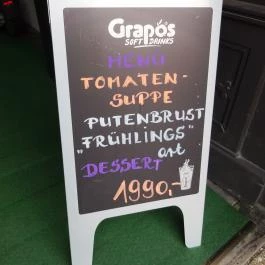 Grapos
SOFT DRINKS
MENÜ
TOMATEN-
SUPPE
PUTENBRUST
„FRÜHLINGS"
art
DESSERT
1990,-